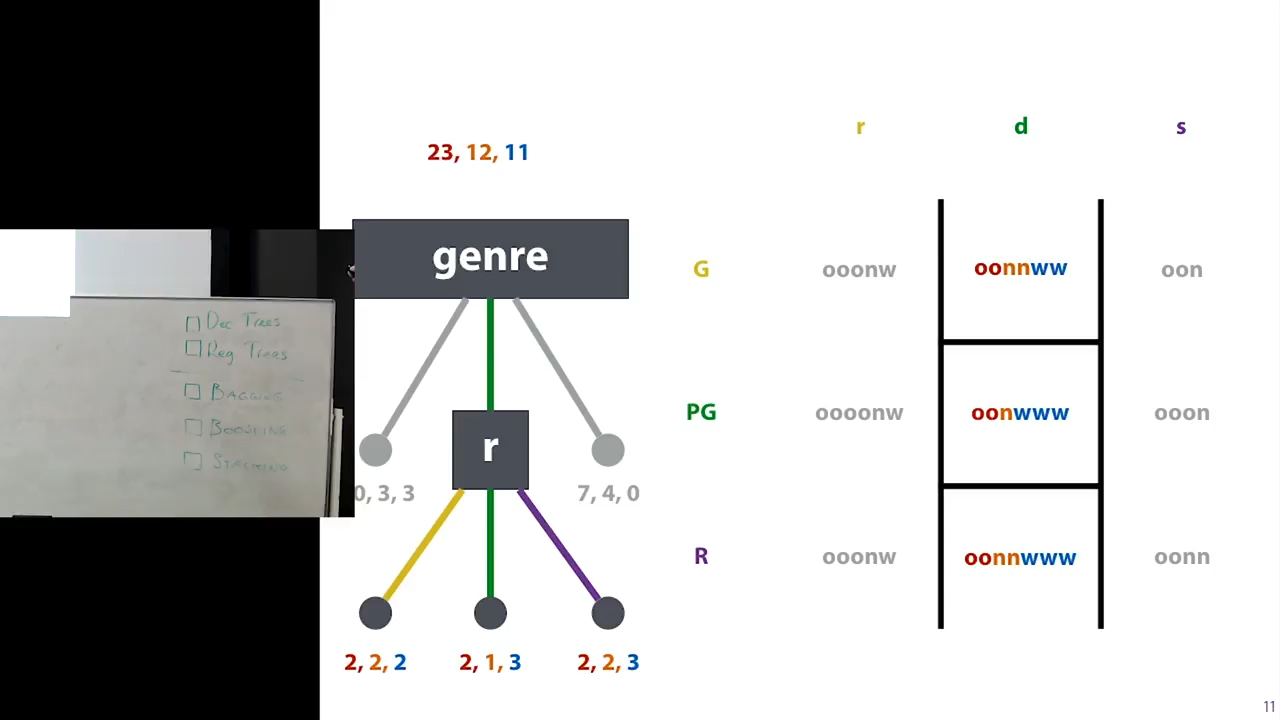 23, 12, 11
genre
r
0, 3, 3
7, 4, 0
2, 2, 2
2, 1, 3
2, 2, 3
r d s
G ooonw oonnww oon
PG oooonw oonwww ooon
R ooonw oonnwww oonn
Dec Trees
Reg Trees
BAGGING
BOOSTING
STACKING
11